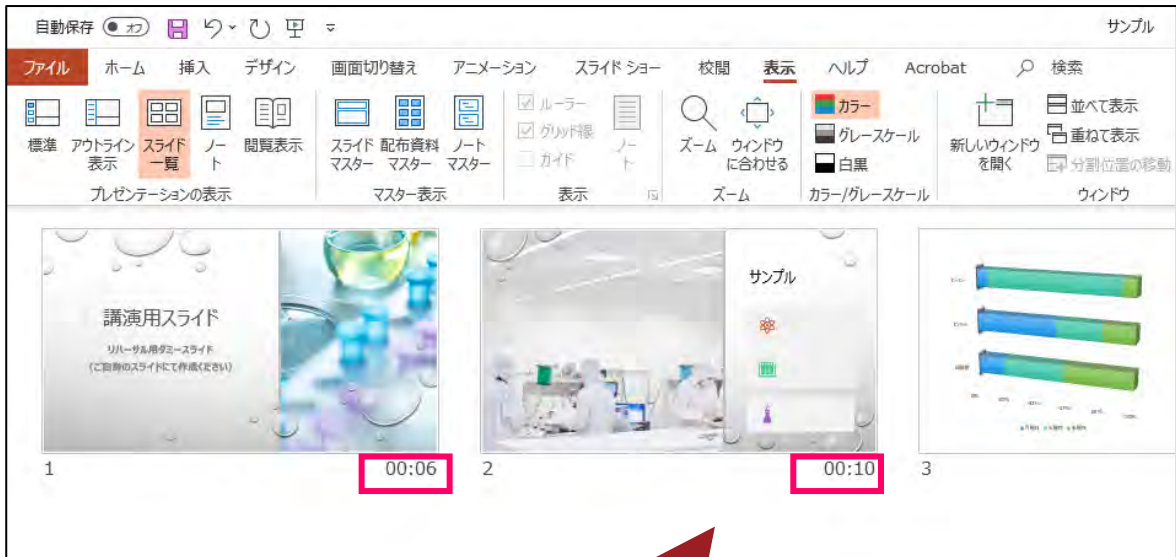 自動保存 オフ サンプル
ファイル ホーム 挿入 デザイン 画面切り替え アニメーション スライド ショー 校閲 表示 ヘルプ Acrobat 検索
標準
アウトライン
表示
スライド
一覧
ノー
ト
閲覧表示
スライド
マスター
配布資料
マスター
ノート
マスター
ルーラー
グリッド線
ガイド
ノー
ト
ズーム
ウィンドウ
に合わせる
カラー
グレースケール
白黒
新しいウィンドウ
を開く
並べて表示
重ねて表示
分割位置の移動
プレゼンテーションの表示 マスター表示 表示 ズーム カラー/グレースケール ウィンドウ
講演用スライド
リハーサル用ダミースライド
(ご自身のスライドにて作成ください)
サンプル
1 00:06 2 00:10 3